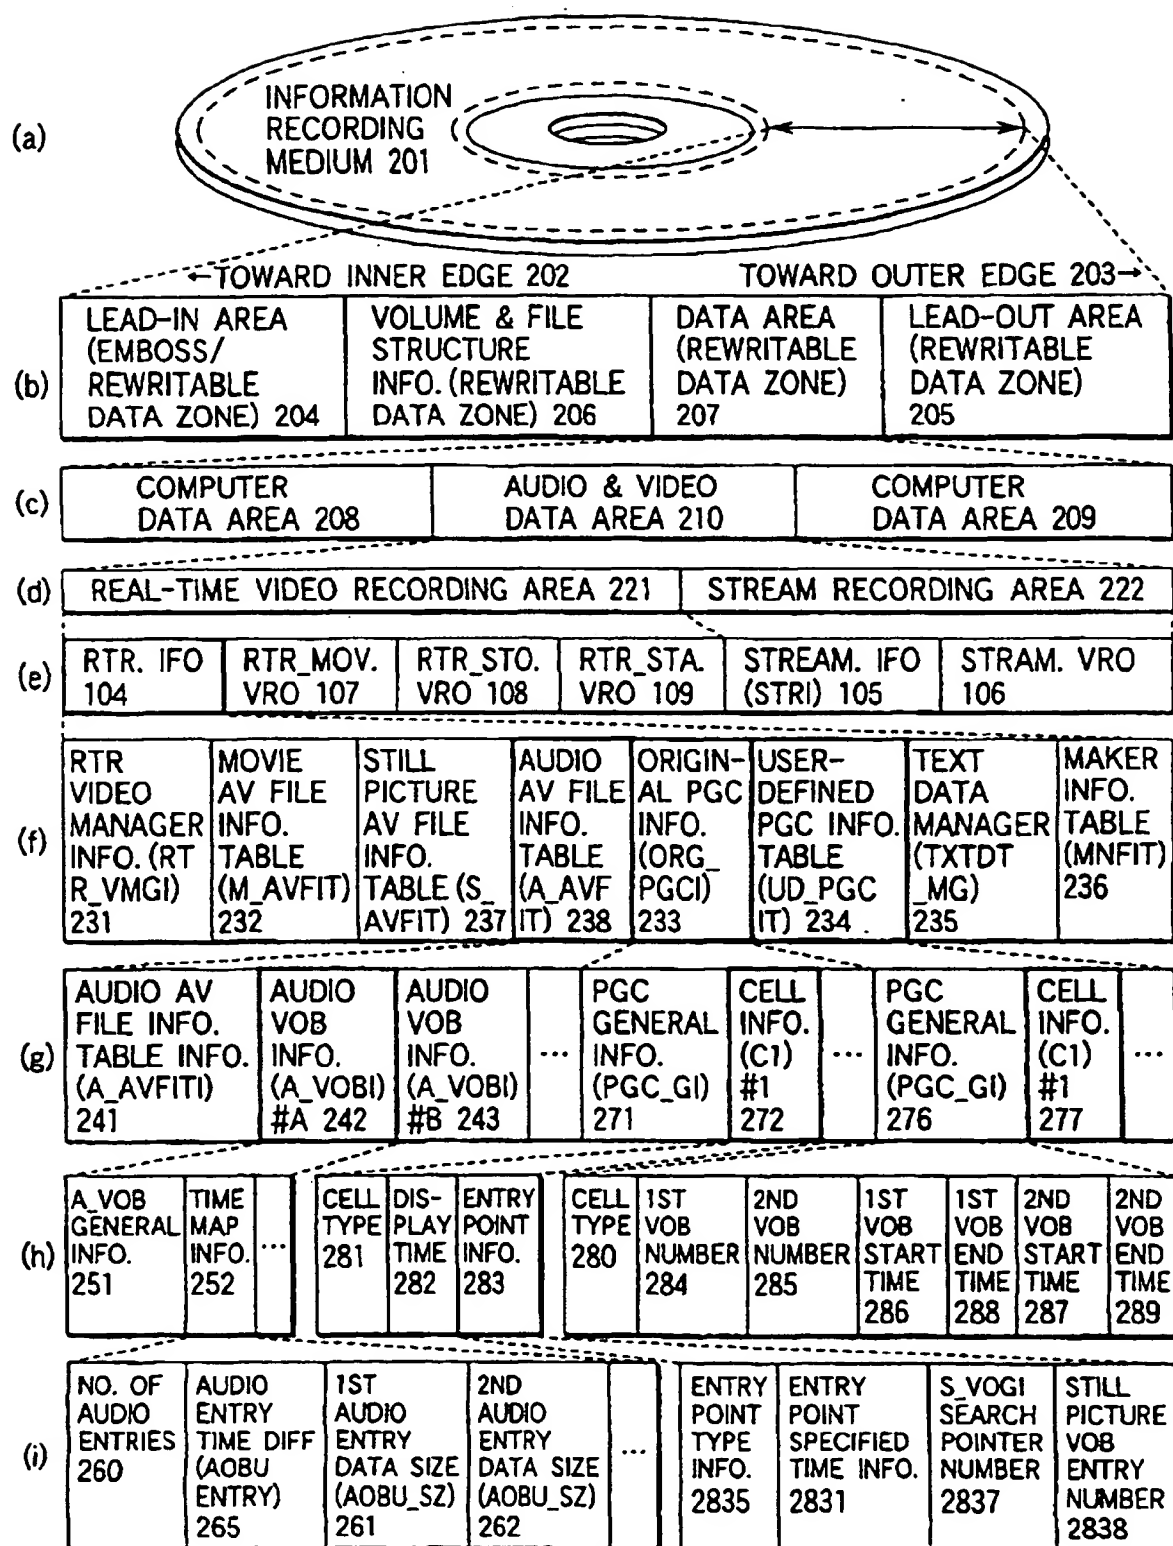 (a)
INFORMATION
RECORDING
MEDIUM 201
←TOWARD INNER EDGE 202
TOWARD OUTER EDGE 203→
(b)
LEAD-IN AREA
(EMBOSS/
REWRITABLE
DATA ZONE) 204
VOLUME & FILE
STRUCTURE
INFO. (REWRITABLE
DATA ZONE) 206
DATA AREA
(REWRITABLE
DATA ZONE)
207
LEAD-OUT AREA
(REWRITABLE
DATA ZONE)
205
(c)
COMPUTER
DATA AREA 208
AUDIO & VIDEO
DATA AREA 210
COMPUTER
DATA AREA 209
(d)
REAL-TIME VIDEO RECORDING AREA 221
STREAM RECORDING AREA 222
(e)
RTR. IFO
104
RTR_MOV.
VRO 107
RTR_STO.
VRO 108
RTR_STA.
VRO 109
STREAM. IFO
(STRI) 105
STRAM. VRO
106
(f)
RTR
VIDEO
MANAGER
INFO. (RT
R_VMGI)
231
MOVIE
AV FILE
INFO.
TABLE
(M_AVFIT)
232
STILL
PICTURE
AV FILE
INFO.
TABLE (S_
AVFIT) 237
AUDIO
AV FILE
INFO.
TABLE
(A_AVF
IT) 238
ORIGIN-
AL PGC
INFO.
(ORG_
PGCI)
233
USER-
DEFINED
PGC INFO.
TABLE
(UD_PGC
IT) 234
TEXT
DATA
MANAGER
(TXTDT
_MG)
235
MAKER
INFO.
TABLE
(MNFIT)
236
(g)
AUDIO AV
FILE INFO.
TABLE INFO.
(A_AVFITI)
241
AUDIO
VOB
INFO.
(A_VOBI)
#A 242
AUDIO
VOB
INFO.
(A_VOBI)
#B 243
...
PGC
GENERAL
INFO.
(PGC_GI)
271
CELL
INFO.
(C1)
#1
272
...
PGC
GENERAL
INFO.
(PGC_GI)
276
CELL
INFO.
(C1)
#1
277
...
(h)
A_VOB
GENERAL
INFO.
251
TIME
MAP
INFO.
252
...
CELL
TYPE
281
DIS-
PLAY
TIME
282
ENTRY
POINT
INFO.
283
CELL
TYPE
280
1ST
VOB
NUMBER
284
2ND
VOB
NUMBER
285
1ST
VOB
START
TIME
286
1ST
VOB
END
TIME
288
2ND
VOB
START
TIME
287
2ND
VOB
END
TIME
289
(i)
NO. OF
AUDIO
ENTRIES
260
AUDIO
ENTRY
TIME DIFF
(AOBU
ENTRY)
265
1ST
AUDIO
ENTRY
DATA SIZE
(AOBU_SZ)
261
2ND
AUDIO
ENTRY
DATA SIZE
(AOBU_SZ)
262
...
ENTRY
POINT
TYPE
INFO.
2835
ENTRY
POINT
SPECIFIED
TIME INFO.
2831
S_VOGI
SEARCH
POINTER
NUMBER
2837
STILL
PICTURE
VOB
ENTRY
NUMBER
2838